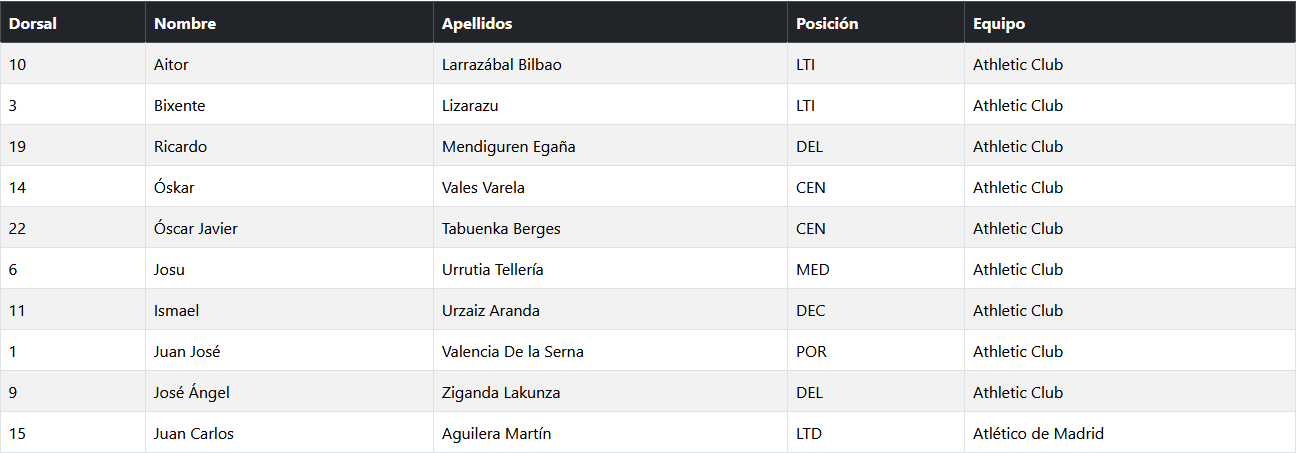 Dorsal Nombre Apellidos Posición Equipo
10 Aitor Larrazábal Bilbao LTI Athletic Club
3 Bixente Lizarazu LTI Athletic Club
19 Ricardo Mendiguren Egaña DEL Athletic Club
14 Óskar Vales Varela CEN Athletic Club
22 Óscar Javier Tabuenka Berges CEN Athletic Club
6 Josu Urrutia Tellería MED Athletic Club
11 Ismael Urzaiz Aranda DEC Athletic Club
1 Juan José Valencia De la Serna POR Athletic Club
9 José Ángel Ziganda Lakunza DEL Athletic Club
15 Juan Carlos Aguilera Martín LTD Atlético de Madrid